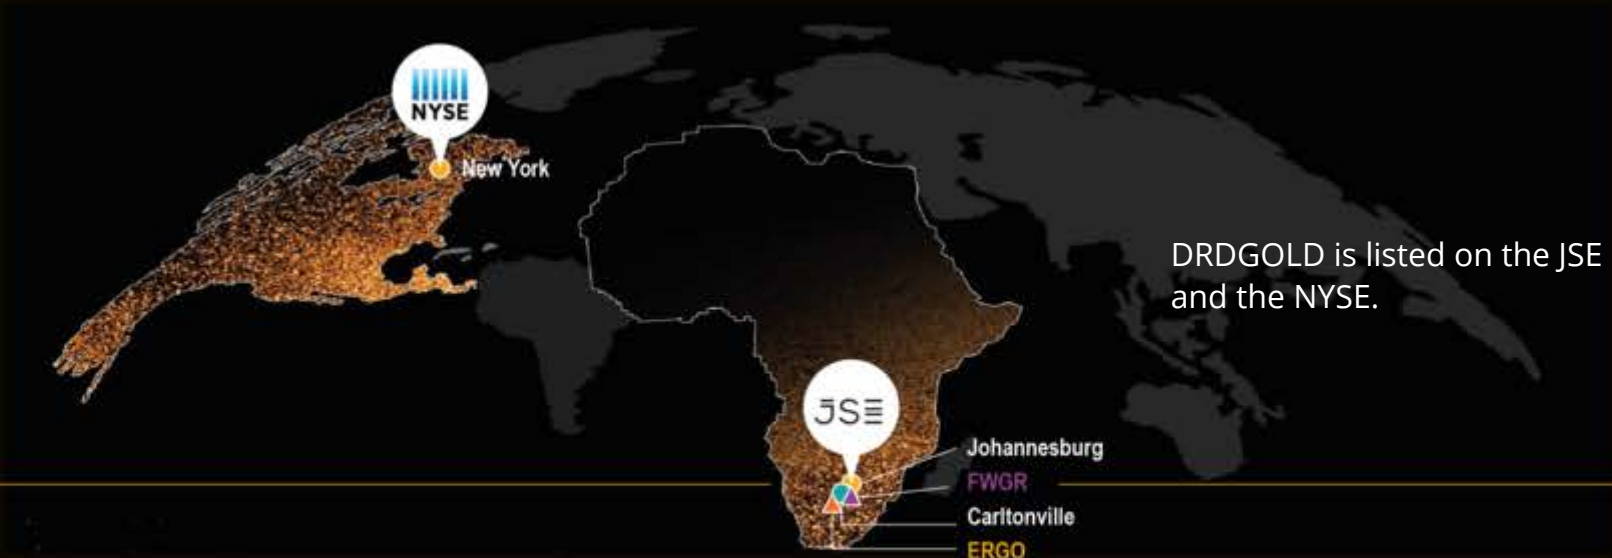 NYSE
New York
DRDGOLD is listed on the JSE
and the NYSE.
JSE
Johannesburg
FWGR
Carltonville
ERGO